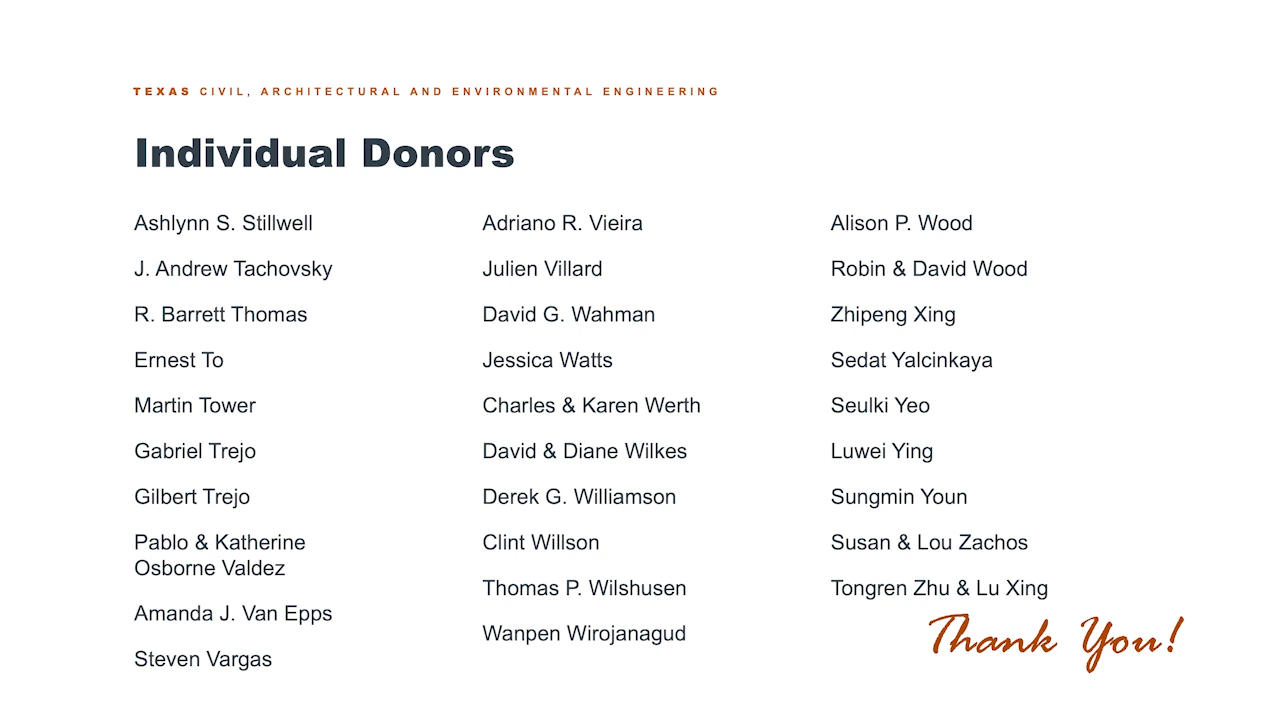 TEXAS CIVIL, ARCHITECTURAL AND ENVIRONMENTAL ENGINEERING
Individual Donors
Ashlynn S. Stillwell
J. Andrew Tachovsky
R. Barrett Thomas
Ernest To
Martin Tower
Gabriel Trejo
Gilbert Trejo
Pablo & Katherine
Osborne Valdez
Amanda J. Van Epps
Steven Vargas
Adriano R. Vieira
Julien Villard
David G. Wahman
Jessica Watts
Charles & Karen Werth
David & Diane Wilkes
Derek G. Williamson
Clint Willson
Thomas P. Wilshusen
Wanpen Wirojanagud
Alison P. Wood
Robin & David Wood
Zhipeng Xing
Sedat Yalcinkaya
Seulki Yeo
Luwei Ying
Sungmin Youn
Susan & Lou Zachos
Tongren Zhu & Lu Xing
Thank You!